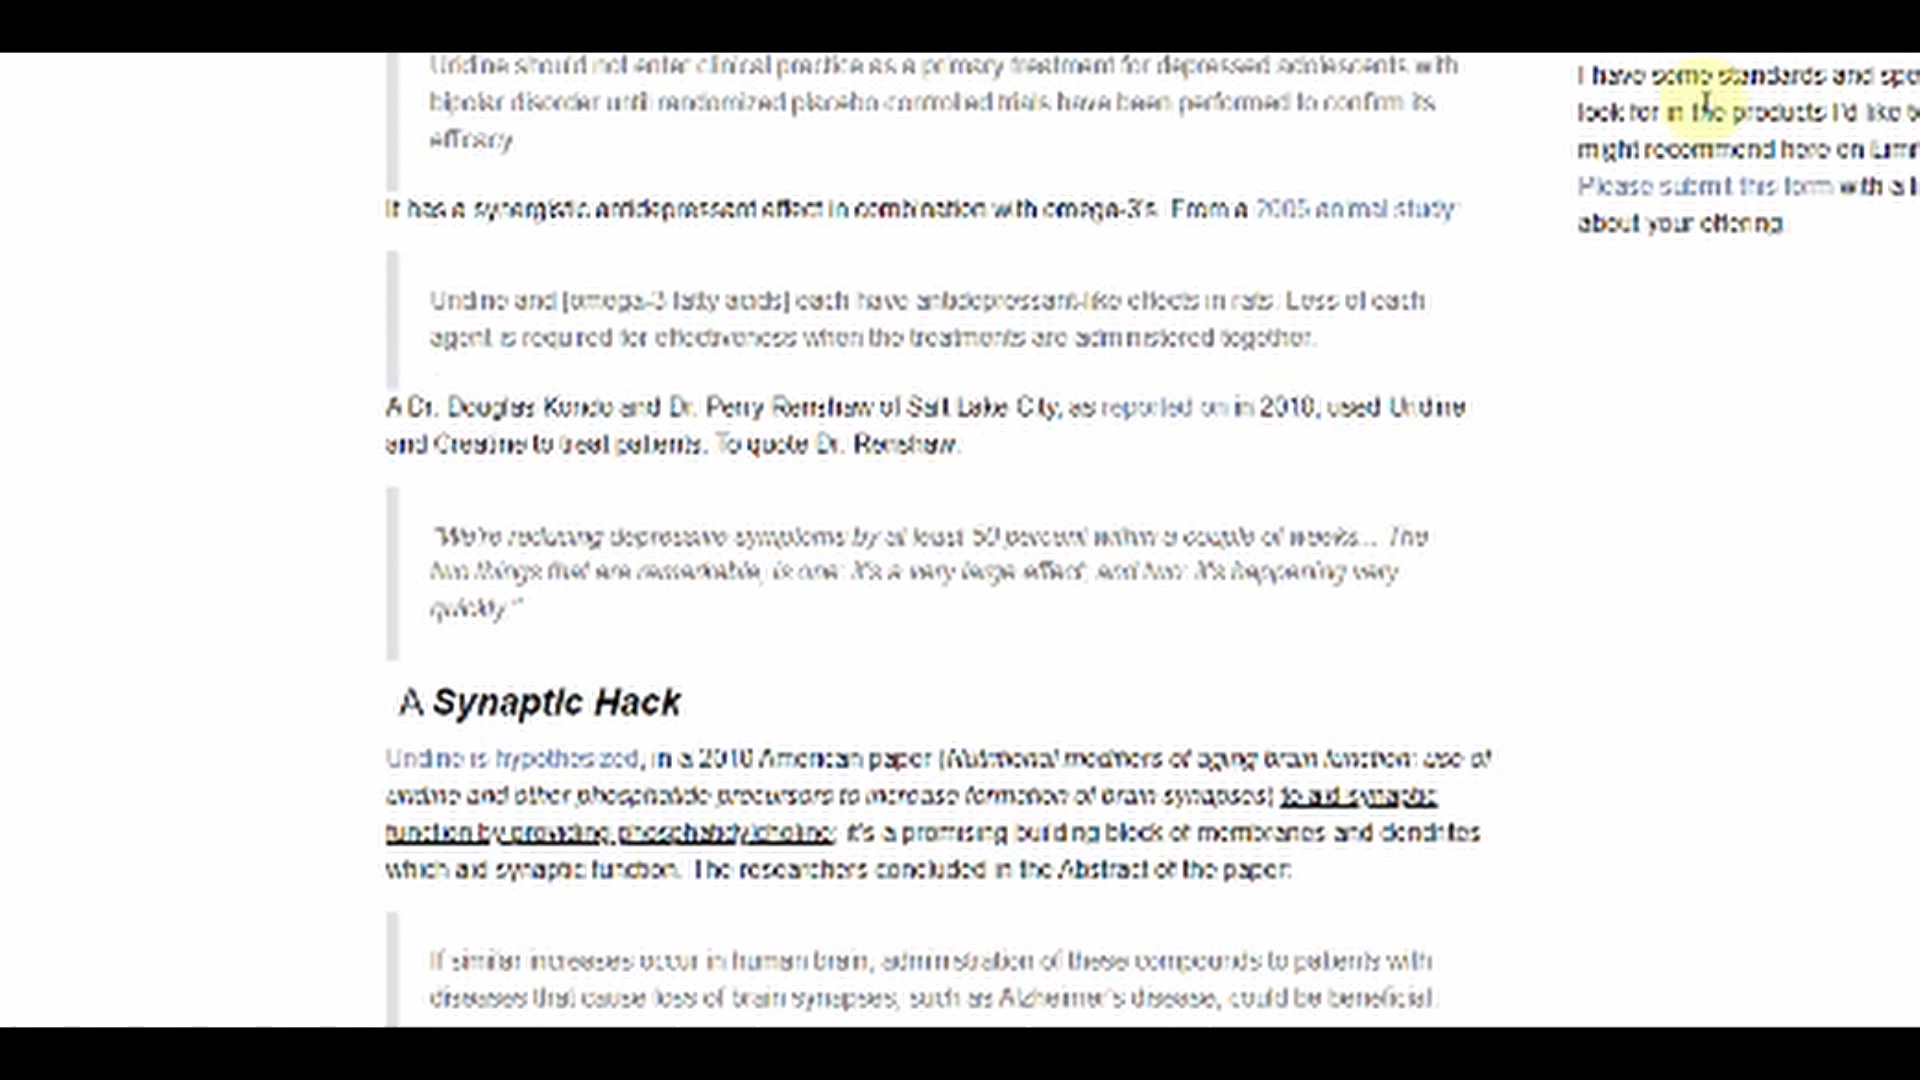 Uridine should not enter clinical practice as a primary treatment for depressed adolescents with
bipolar disorder until randomized placebo-controlled trials have been performed to confirm its
efficacy.
It has a synergistic antidepressant effect in combination with omega-3's. From a 2005 animal study:
Uridine and [omega-3 fatty acids] each have antidepressant-like effects in rats. Less of each
agent is required for effectiveness when the treatments are administered together.
A Dr. Douglas Kondo and Dr. Perry Renshaw of Salt Lake City, as reported on in 2010, used Uridine
and Creatine to treat patients. To quote Dr. Renshaw.
"We're reducing depressive symptoms by at least 50 percent within a couple of weeks... The
two things that are remarkable, is one: it's a very large effect, and two: it's happening very
quickly."
A Synaptic Hack
Uridine is hypothesized, in a 2010 American paper (Nutritional modifiers of aging brain function: use of
uridine and other phosphatide precursors to increase formation of brain synapses) to aid synaptic
function by providing phosphatidylcholine; it's a promising building block of membranes and dendrites
which aid synaptic function. The researchers concluded in the Abstract of the paper:
If similar increases occur in human brain, administration of these compounds to patients with
diseases that cause loss of brain synapses, such as Alzheimer's disease, could be beneficial.
I have some standards and spe
look for in the products I'd like to
might recommend here on Limi
Please submit this form with a li
about your offering.